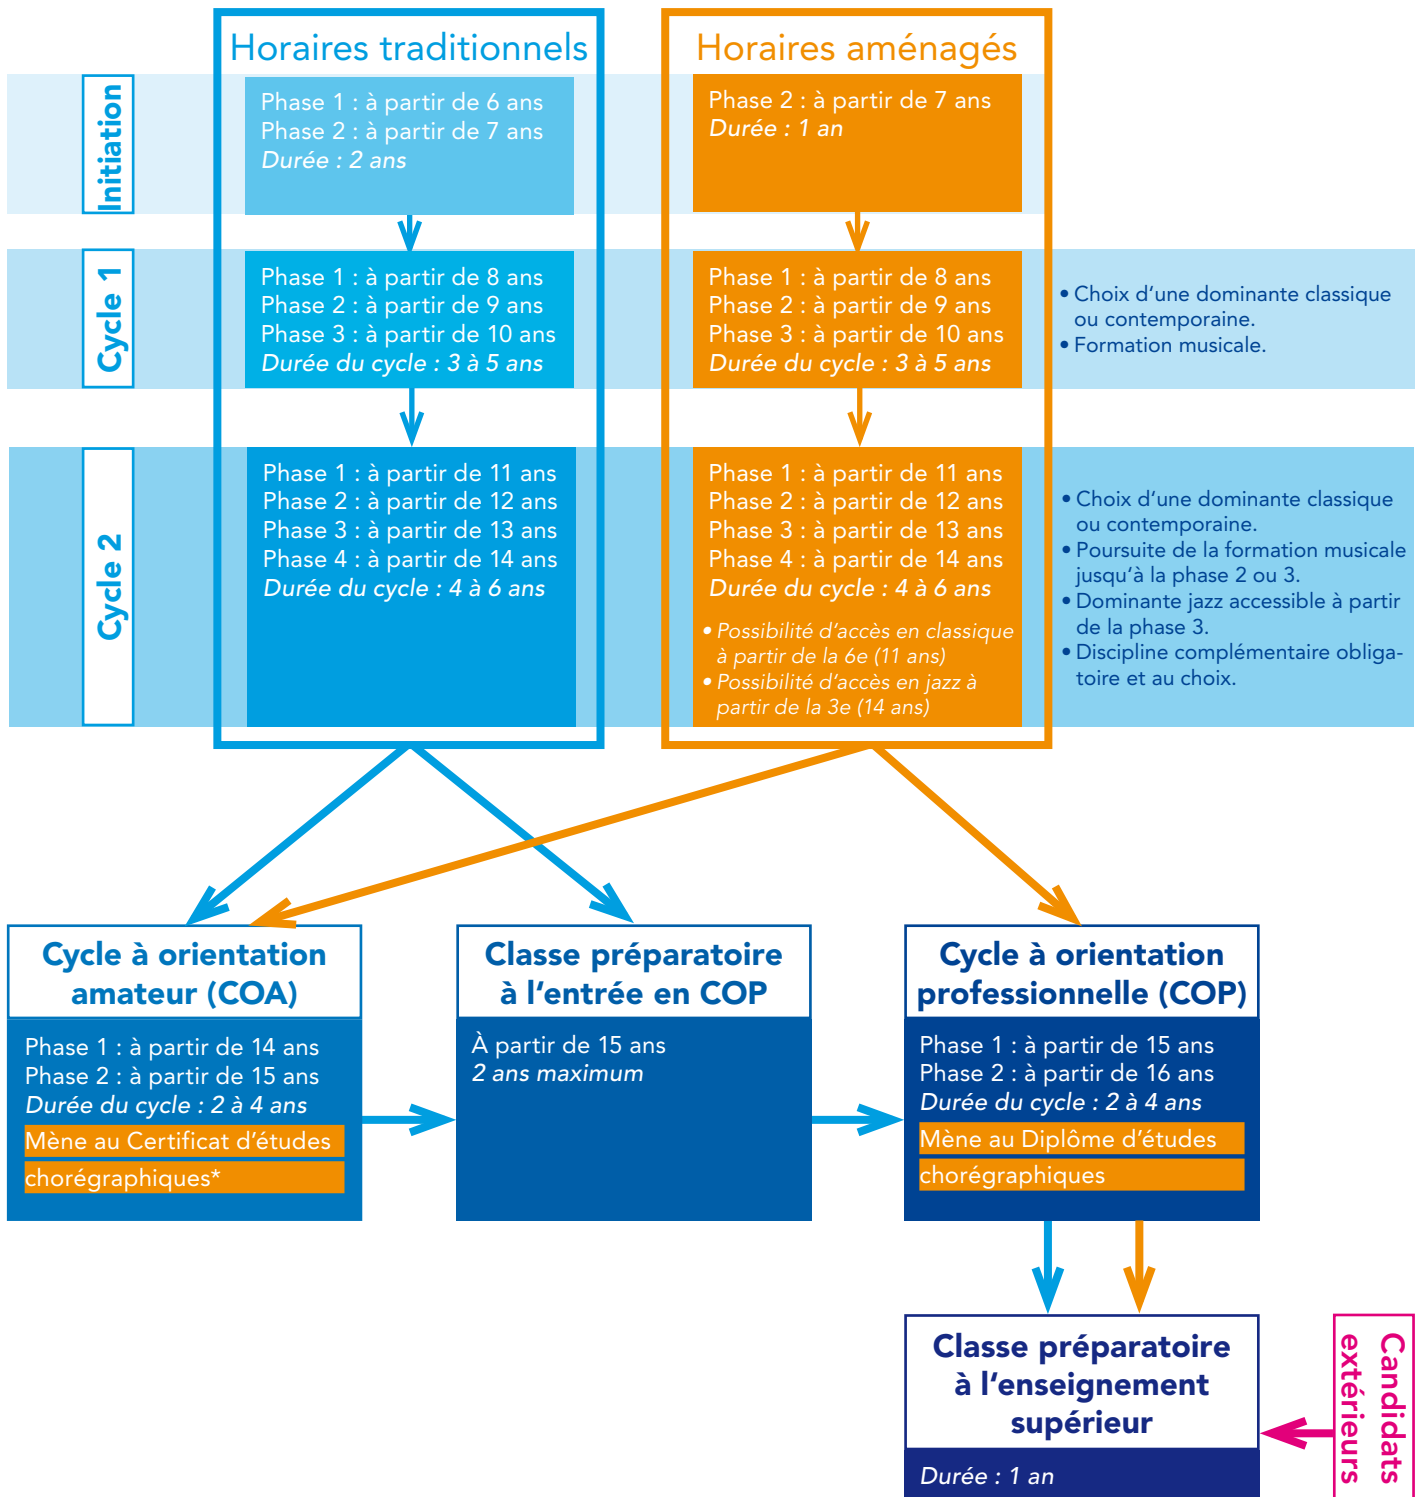 Horaires traditionnels
Horaires aménagés
Initiation
Phase 1 : à partir de 6 ans
Phase 2 : à partir de 7 ans
Durée : 2 ans
Phase 2 : à partir de 7 ans
Durée : 1 an
Cycle 1
Phase 1 : à partir de 8 ans
Phase 2 : à partir de 9 ans
Phase 3 : à partir de 10 ans
Durée du cycle : 3 à 5 ans
Phase 1 : à partir de 8 ans
Phase 2 : à partir de 9 ans
Phase 3 : à partir de 10 ans
Durée du cycle : 3 à 5 ans
• Choix d'une dominante classique
ou contemporaine.
• Formation musicale.
Cycle 2
Phase 1 : à partir de 11 ans
Phase 2 : à partir de 12 ans
Phase 3 : à partir de 13 ans
Phase 4 : à partir de 14 ans
Durée du cycle : 4 à 6 ans
Phase 1 : à partir de 11 ans
Phase 2 : à partir de 12 ans
Phase 3 : à partir de 13 ans
Phase 4 : à partir de 14 ans
Durée du cycle : 4 à 6 ans
• Possibilité d'accès en classique
à partir de la 6e (11 ans)
• Possibilité d'accès en jazz à
partir de la 3e (14 ans)
• Choix d'une dominante classique
ou contemporaine.
• Poursuite de la formation musicale
jusqu'à la phase 2 ou 3.
• Dominante jazz accessible à partir
de la phase 3.
• Discipline complémentaire obliga-
toire et au choix.
Cycle à orientation
amateur (COA)
Phase 1 : à partir de 14 ans
Phase 2 : à partir de 15 ans
Durée du cycle : 2 à 4 ans
Mène au Certificat d'études
chorégraphiques*
Classe préparatoire
à l'entrée en COP
À partir de 15 ans
2 ans maximum
Cycle à orientation
professionnelle (COP)
Phase 1 : à partir de 15 ans
Phase 2 : à partir de 16 ans
Durée du cycle : 2 à 4 ans
Mène au Diplôme d'études
chorégraphiques
Classe préparatoire
à l'enseignement
supérieur
Durée : 1 an
Candidats
extérieurs